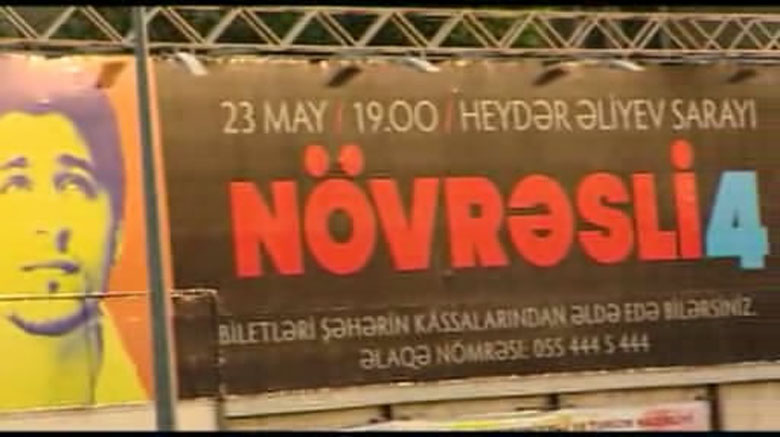 23 MAY / 19.00 / HEYDƏR ƏLİYEV SARAYI
NÖVRƏSLİ 4
BİLETLƏRİ ŞƏHƏRİN KASSALARINDAN ƏLDƏ EDƏ BİLƏRSİNİZ.
ƏLAQƏ NÖMRƏSİ: 055 444 5 444